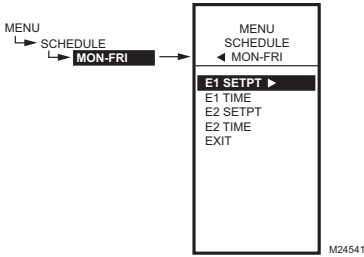 MENU
SCHEDULE
MON-FRI
MENU
SCHEDULE
◄ MON-FRI
E1 SETPT ►
E1 TIME
E2 SETPT
E2 TIME
EXIT
M24541